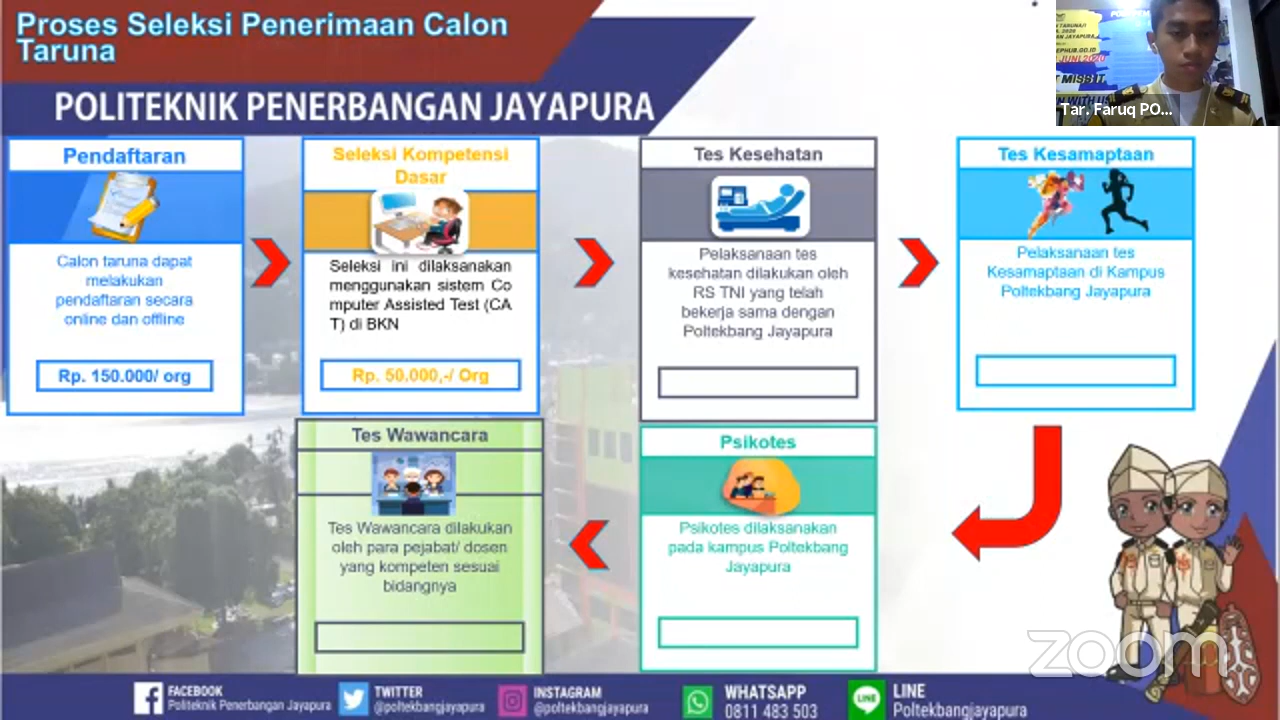 Proses Seleksi Penerimaan Calon
Taruna
POLITEKNIK PENERBANGAN JAYAPURA
Tar. Faruq PO...
Pendaftaran
Calon taruna dapat
melakukan
pendaftaran secara
online dan offline
Rp. 150.000/ org
Seleksi Kompetensi
Dasar
Seleksi ini dilaksanakan
menggunakan sistem Co
mputer Assisted Test (CA
T) di BKN
Rp. 50.000,-/ Org
Tes Kesehatan
Pelaksanaan tes
kesehatan dilakukan oleh
RS TNI yang telah
bekerja sama dengan
Poltekbang Jayapura
Tes Kesamaptaan
Pelaksanaan tes
Kesamaptaan di Kampus
Poltekbang Jayapura
Psikotes
Psikotes dilaksanakan
pada kampus Poltekbang
Jayapura
Tes Wawancara
Tes Wawancara dilakukan
oleh para pejabat/ dosen
yang kompeten sesuai
bidangnya
zoom
FACEBOOK
Politeknik Penerbangan Jayapura
TWITTER
@poltekbangjayapura
INSTAGRAM
@poltekbangjayapura
WHATSAPP
0811 483 503
LINE
Poltekbangjayapura